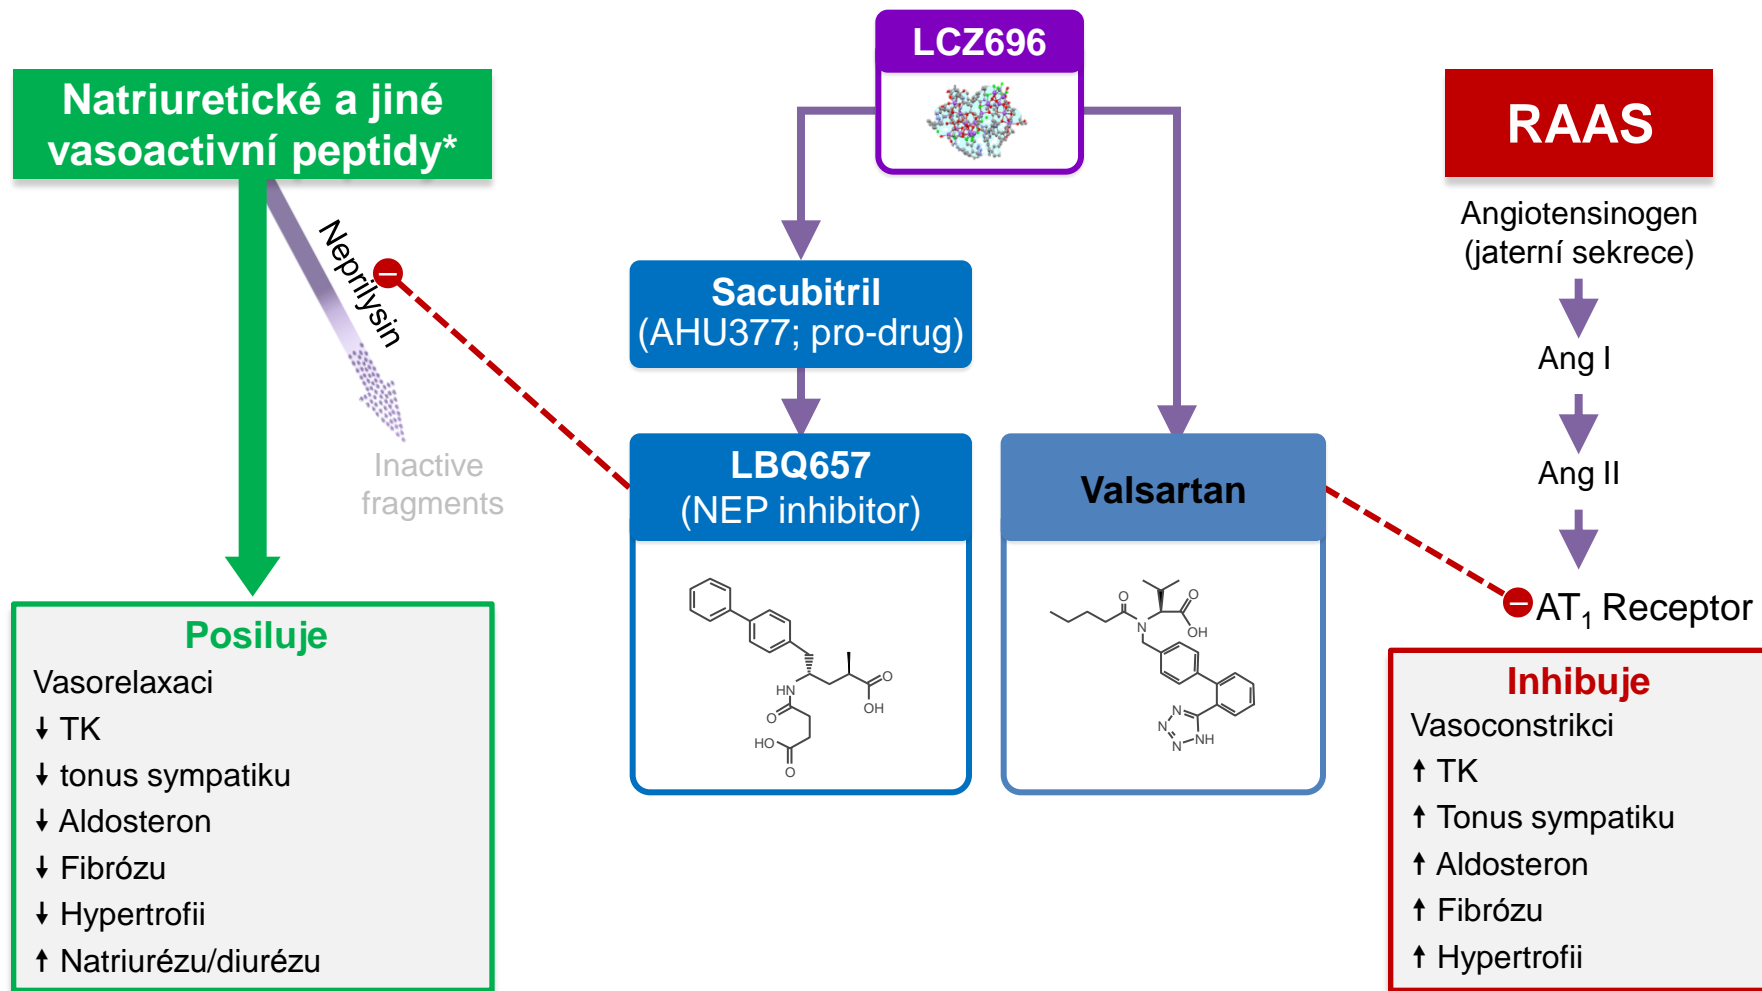 LCZ696
Natriuretické a jiné
vasoactivní peptidy*
RAAS
Neprilysin
Inactive
fragments
Sacubitril
(AHU377; pro-drug)
LBQ657
(NEP inhibitor)
HN
O
O
OH
HO
O
Valsartan
O
O
N
OH
N
N
N
NH
Angiotensinogen
(jaterní sekrece)
Ang I
Ang II
AT₁ Receptor
Posiluje
Vasorelaxaci
↓ TK
↓ tonus sympatiku
↓ Aldosteron
↓ Fibrózu
↓ Hypertrofii
↑ Natriurézu/diurézu
Inhibuje
Vasoconstrikci
↑ TK
↑ Tonus sympatiku
↑ Aldosteron
↑ Fibrózu
↑ Hypertrofii